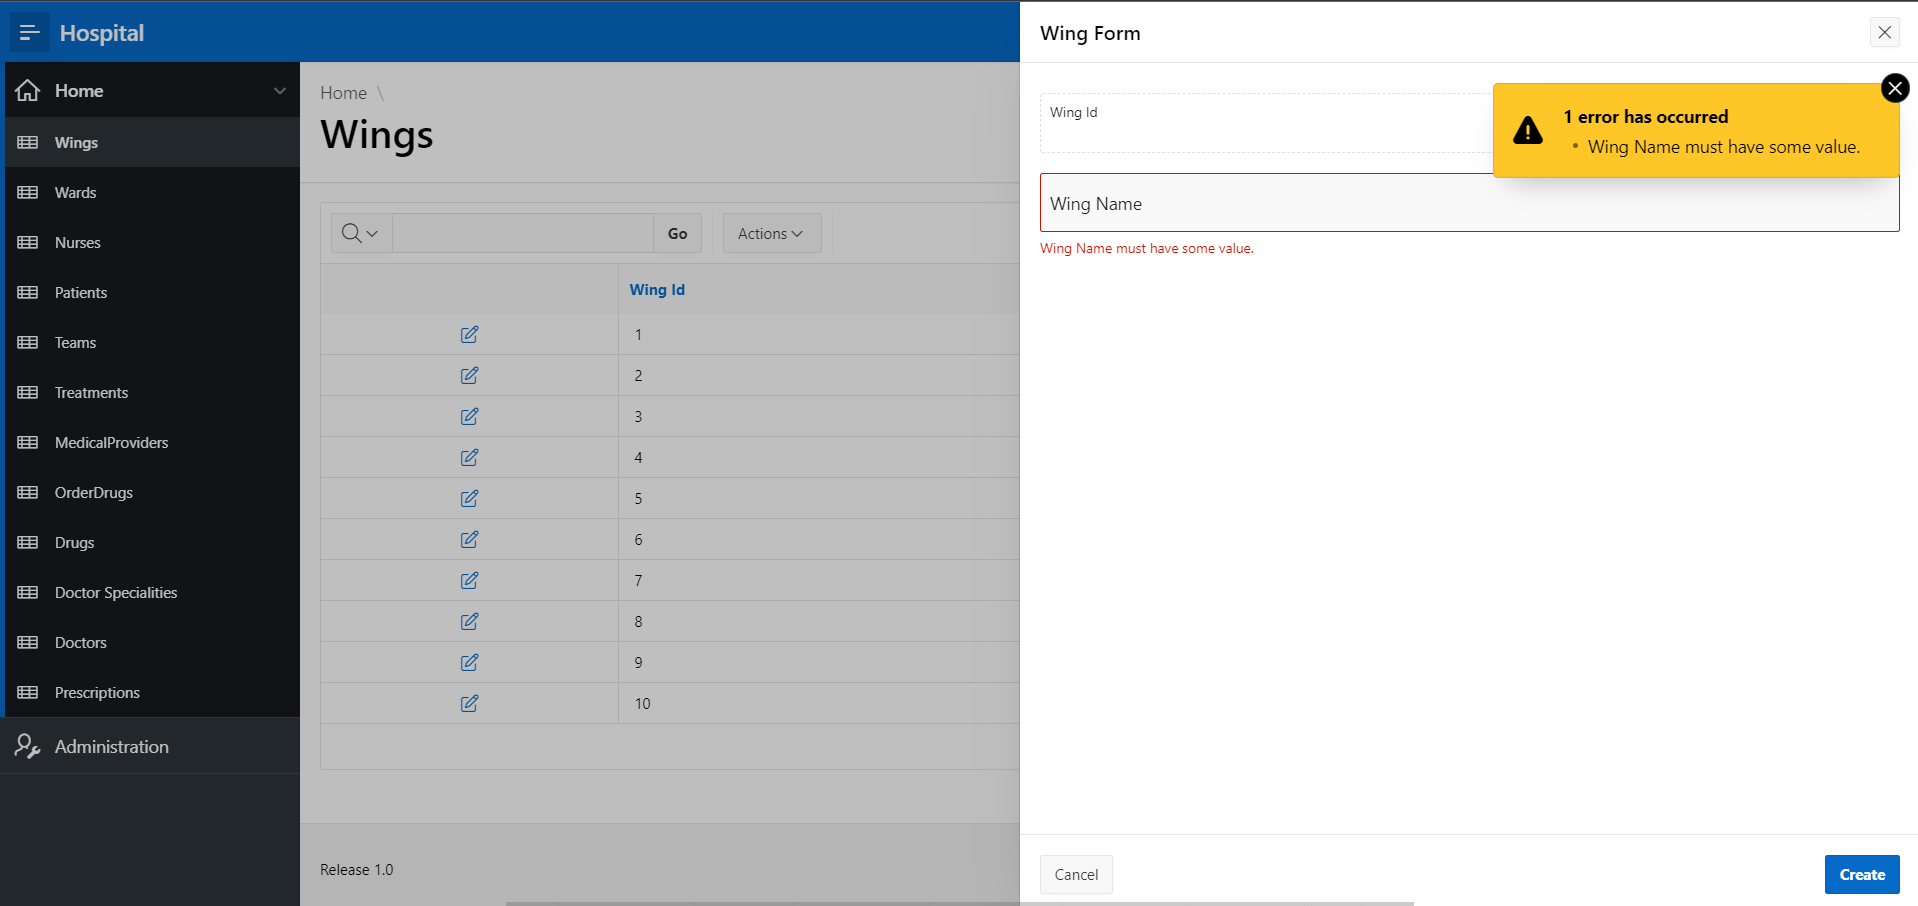 Hospital
Home
Wings
Wards
Nurses
Patients
Teams
Treatments
MedicalProviders
OrderDrugs
Drugs
Doctor Specialities
Doctors
Prescriptions
Administration
Home \
Wings
Go
Actions
Wing Id
1
2
3
4
5
6
7
8
9
10
Release 1.0
Wing Form
Wing Id
1 error has occurred
• Wing Name must have some value.
Wing Name
Wing Name must have some value.
Cancel
Create